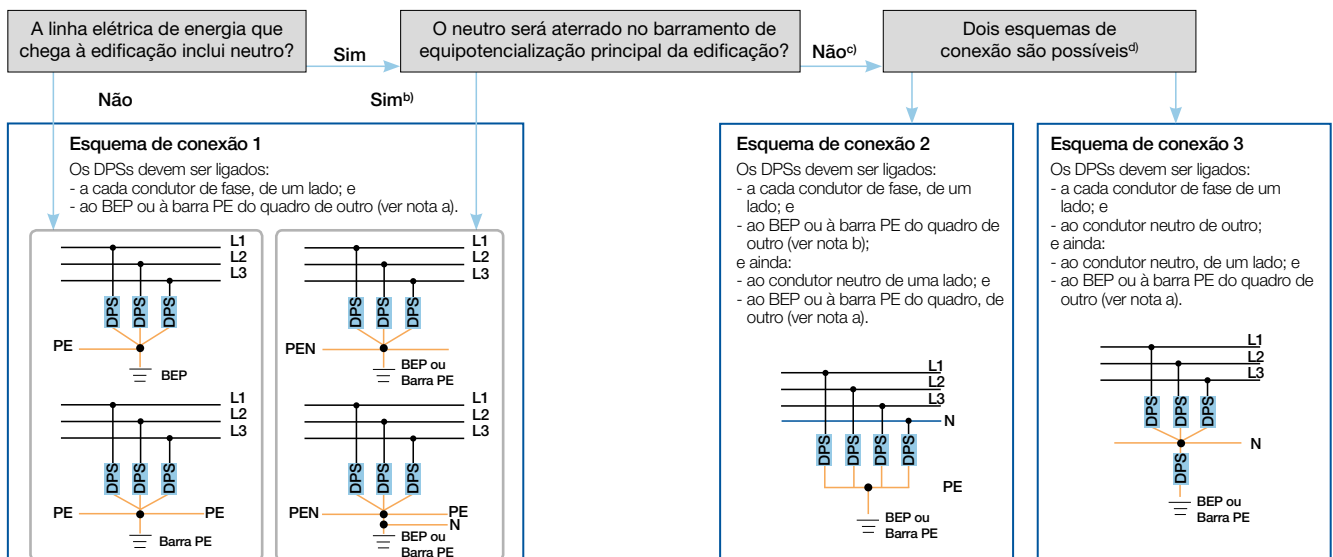 A linha elétrica de energia que
chega à edificação inclui neutro?
Sim
O neutro será aterrado no barramento de
equipotencialização principal da edificação?
Nãoc)
Dois esquemas de
conexão são possíveisd)
Não
Simb)
Esquema de conexão 1
Os DPSs devem ser ligados:
- a cada condutor de fase, de um lado; e
- ao BEP ou à barra PE do quadro de outro (ver nota a).
L1
L2
L3
DPS
DPS
DPS
PE
BEP
L1
L2
L3
DPS
DPS
DPS
PEN
BEP ou
Barra PE
L1
L2
L3
DPS
DPS
DPS
PE
PE
Barra PE
L1
L2
L3
DPS
DPS
DPS
PEN
PE
N
BEP ou
Barra PE
Esquema de conexão 2
Os DPSs devem ser ligados:
- a cada condutor de fase, de um
lado; e
- ao BEP ou à barra PE do quadro de
outro (ver nota b);
e ainda:
- ao condutor neutro de uma lado; e
- ao BEP ou à barra PE do quadro, de
outro (ver nota a).
L1
L2
L3
N
DPS
DPS
DPS
DPS
PE
BEP ou
Barra PE
Esquema de conexão 3
Os DPSs devem ser ligados:
- a cada condutor de fase de um
lado; e
- ao condutor neutro de outro;
e ainda:
- ao condutor neutro, de um lado; e
- ao BEP ou à barra PE do quadro de
outro (ver nota a).
L1
L2
L3
DPS
DPS
DPS
N
DPS
BEP ou
Barra PE